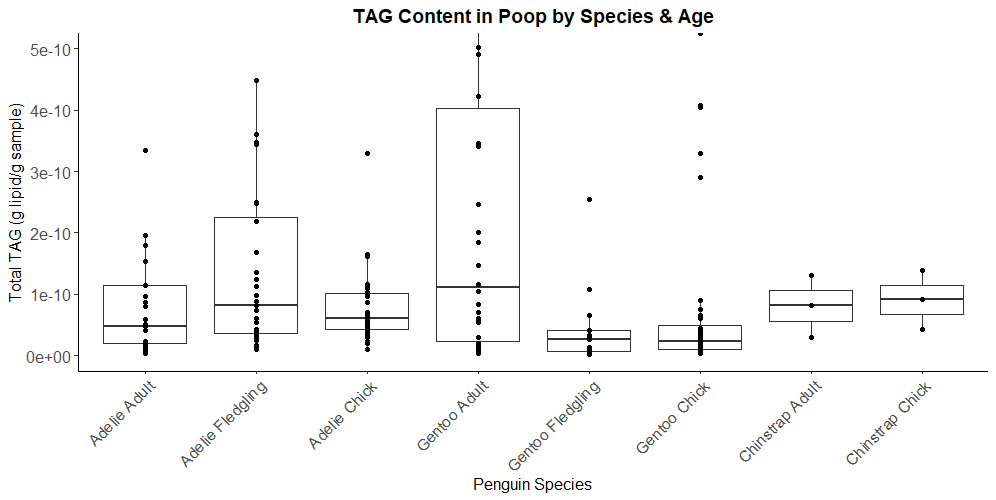 TAG Content in Poop by Species & Age
Total TAG (g lipid/g sample)
5e-10
4e-10
3e-10
2e-10
1e-10
0e+00
Adelie Adult
Adelie Fledgling
Adelie Chick
Gentoo Adult
Gentoo Fledgling
Gentoo Chick
Chinstrap Adult
Chinstrap Chick
Penguin Species